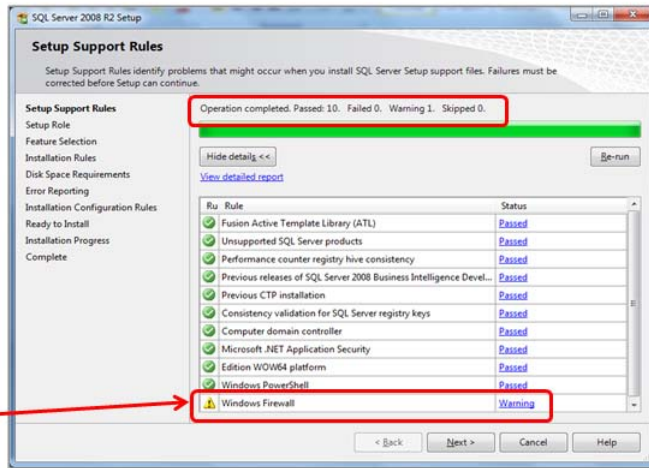 SQL Server 2008 R2 Setup
Setup Support Rules
Setup Support Rules identify problems that might occur when you install SQL Server Setup support files. Failures must be
corrected before Setup can continue.
Setup Support Rules
Setup Role
Feature Selection
Installation Rules
Disk Space Requirements
Error Reporting
Installation Configuration Rules
Ready to Install
Installation Progress
Complete
Operation completed. Passed: 10. Failed 0. Warning 1. Skipped 0.
Hide details <<
Re-run
View detailed report
Ru Rule Status
Fusion Active Template Library (ATL) Passed
Unsupported SQL Server products Passed
Performance counter registry hive consistency Passed
Previous releases of SQL Server 2008 Business Intelligence Devel... Passed
Previous CTP installation Passed
Consistency validation for SQL Server registry keys Passed
Computer domain controller Passed
Microsoft .NET Application Security Passed
Edition WOW64 platform Passed
Windows PowerShell Passed
Windows Firewall Warning
< Back Next > Cancel Help